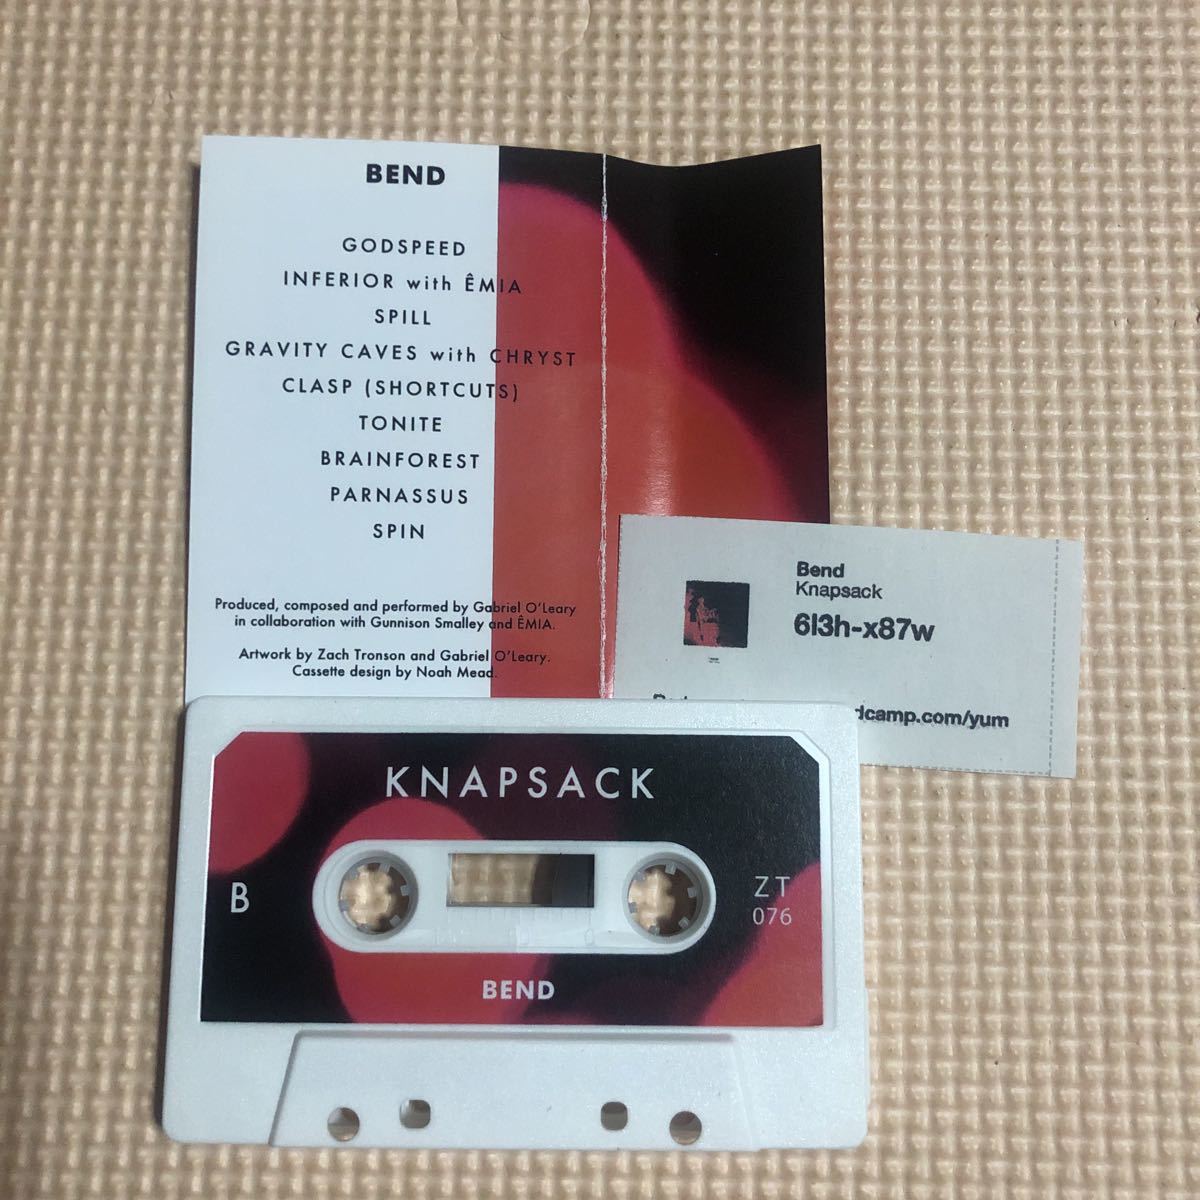 BEND
GODSPEED
INFERIOR with ÊMIA
SPILL
GRAVITY CAVES with CHRYST
CLASP (SHORTCUTS)
TONITE
BRAINFOREST
PARNASSUS
SPIN
Produced, composed and performed by Gabriel O'Leary
in collaboration with Gunnison Smalley and ÊMIA.
Artwork by Zach Tronson and Gabriel O'Leary.
Cassette design by Noah Mead.
Bend
Knapsack
6l3h-x87w
dcamp.com/yum
KNAPSACK
B
ZT
076
BEND